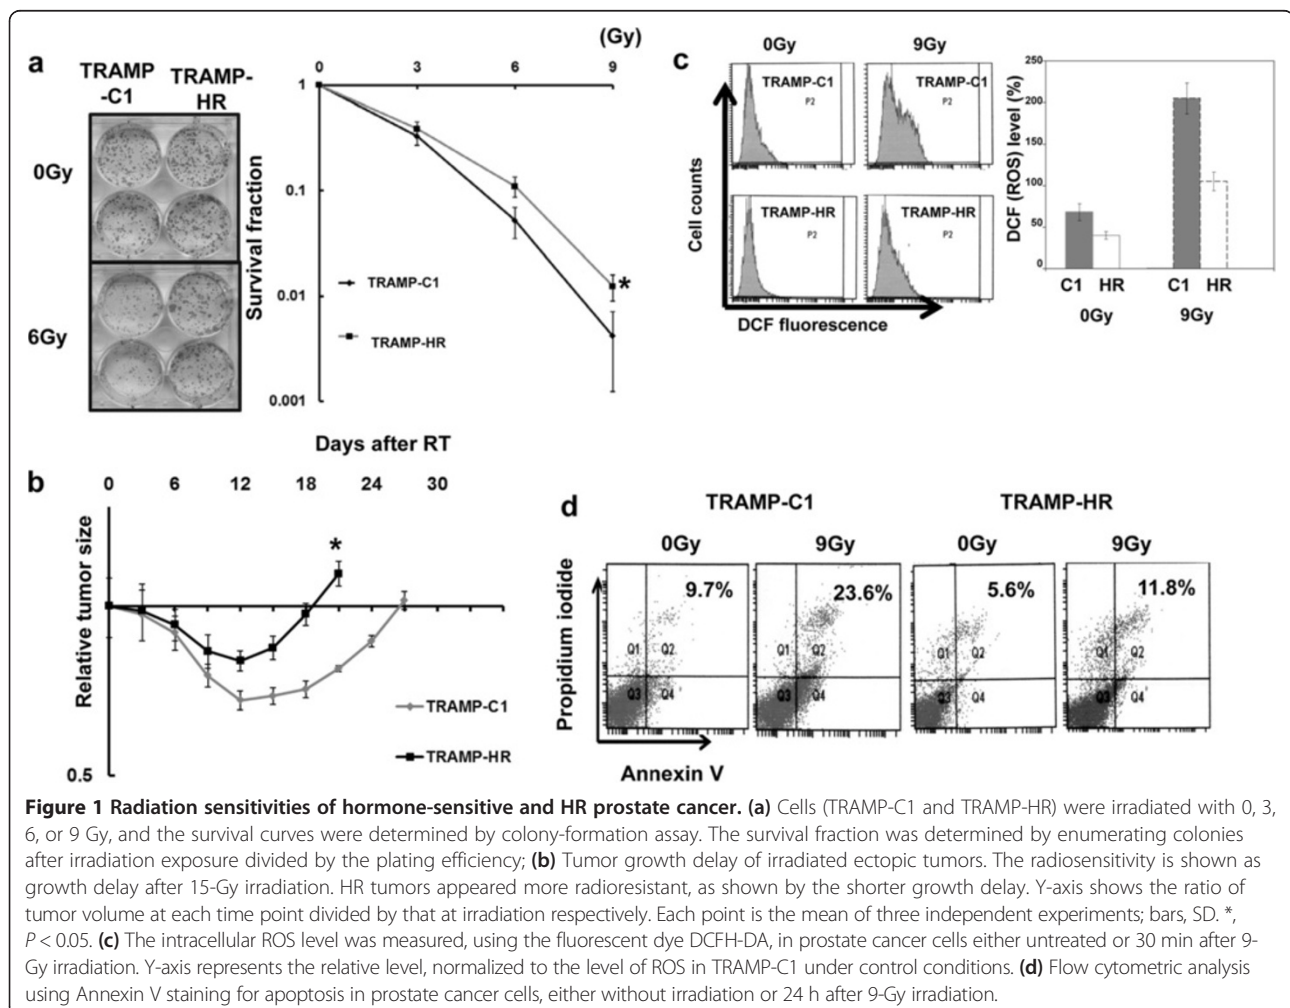 a
TRAMP
-C1
TRAMP-
HR
0Gy
6Gy
(Gy)
0 3 6 9
1
0.1
0.01
0.001
Survival fraction
TRAMP-C1
TRAMP-HR
*
b
Days after RT
0 6 12 18 24 30
Relative tumor size
0.5
*
TRAMP-C1
TRAMP-HR
c
0Gy 9Gy
TRAMP-C1
P2
TRAMP-C1
P2
TRAMP-HR
P2
TRAMP-HR
P2
Cell counts
DCF fluorescence
DCF (ROS) level (%)
250
200
150
100
50
0
C1 HR C1 HR
0Gy 9Gy
d
TRAMP-C1 TRAMP-HR
0Gy 9Gy 0Gy 9Gy
9.7% 23.6% 5.6% 11.8%
Q1 Q2 Q1 Q2 Q1 Q2 Q1 Q2
Q3 Q4 Q3 Q4 Q3 Q4 Q3 Q4
Propidium iodide
Annexin V
Figure 1 Radiation sensitivities of hormone-sensitive and HR prostate cancer. (a) Cells (TRAMP-C1 and TRAMP-HR) were irradiated with 0, 3,
6, or 9 Gy, and the survival curves were determined by colony-formation assay. The survival fraction was determined by enumerating colonies
after irradiation exposure divided by the plating efficiency; (b) Tumor growth delay of irradiated ectopic tumors. The radiosensitivity is shown as
growth delay after 15-Gy irradiation. HR tumors appeared more radioresistant, as shown by the shorter growth delay. Y-axis shows the ratio of
tumor volume at each time point divided by that at irradiation respectively. Each point is the mean of three independent experiments; bars, SD. *,
P < 0.05. (c) The intracellular ROS level was measured, using the fluorescent dye DCFH-DA, in prostate cancer cells either untreated or 30 min after 9-
Gy irradiation. Y-axis represents the relative level, normalized to the level of ROS in TRAMP-C1 under control conditions. (d) Flow cytometric analysis
using Annexin V staining for apoptosis in prostate cancer cells, either without irradiation or 24 h after 9-Gy irradiation.